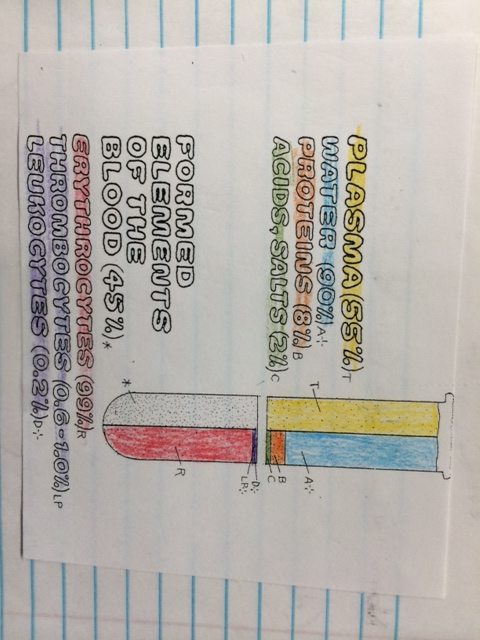 PLASMA (55%)T
WATER (90%)A⁘
PROTEINS (8%)B
ACIDS, SALTS (2%)C
FORMED
ELEMENTS
OF THE
BLOOD (45%)*
ERYTHROCYTES (99%)R
THROMBOCYTES (0.6-1.0%)LP
LEUKOCYTES (0.2%)D⁘
T
A⁘
B
C
D⁘
LP⁘
*
R